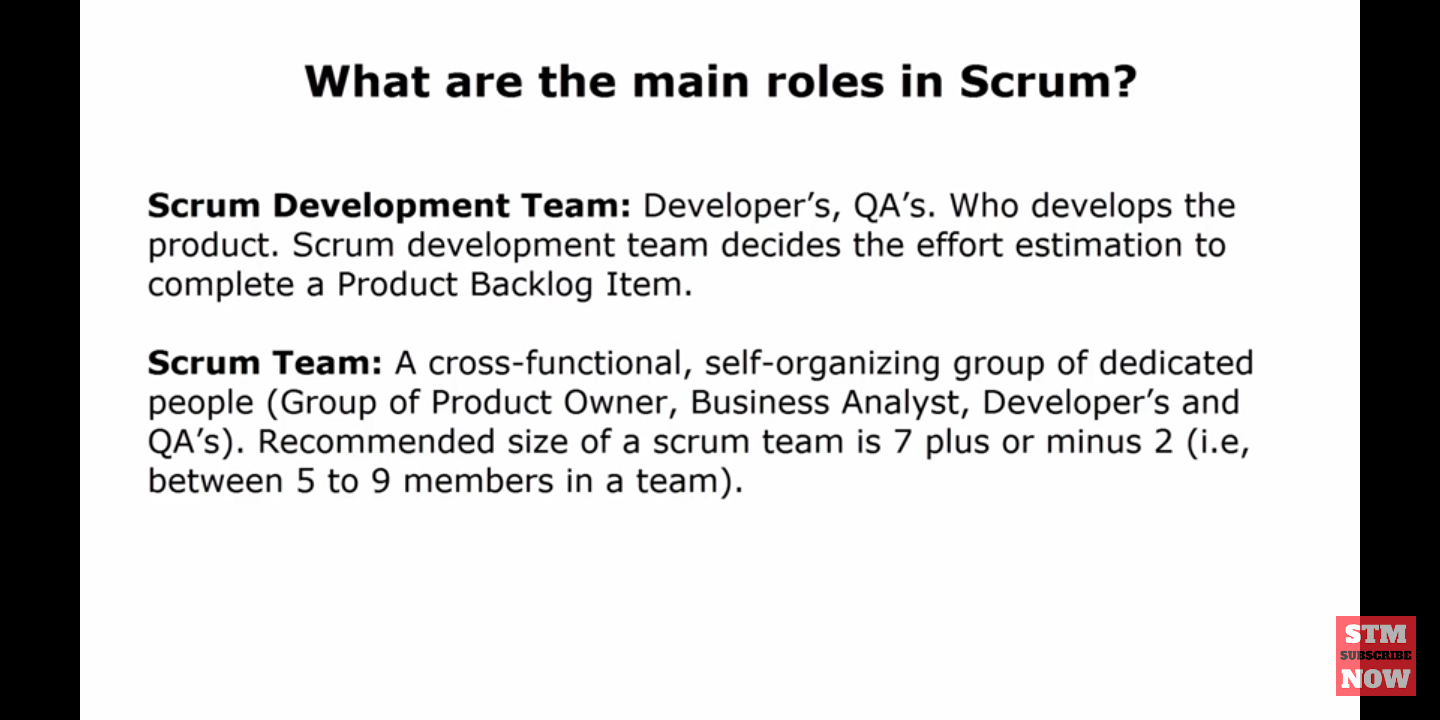 What are the main roles in Scrum?
Scrum Development Team: Developer’s, QA’s. Who develops the
product. Scrum development team decides the effort estimation to
complete a Product Backlog Item.
Scrum Team: A cross-functional, self-organizing group of dedicated
people (Group of Product Owner, Business Analyst, Developer’s and
QA’s). Recommended size of a scrum team is 7 plus or minus 2 (i.e,
between 5 to 9 members in a team).
STM
SUBSCRIBE
NOW